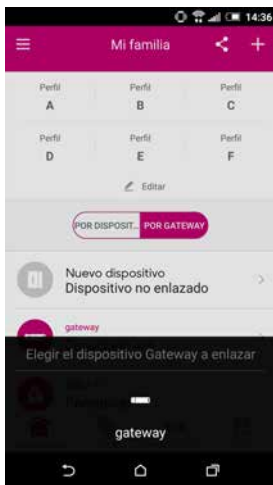 14:36
Mi familia
Perfil Perfil Perfil
A B C
Perfil Perfil Perfil
D E F
Editar
POR DISPOSIT... POR GATEWAY
Nuevo dispositivo
Dispositivo no enlazado
gateway
Elegir el dispositivo Gateway a enlazar
gateway